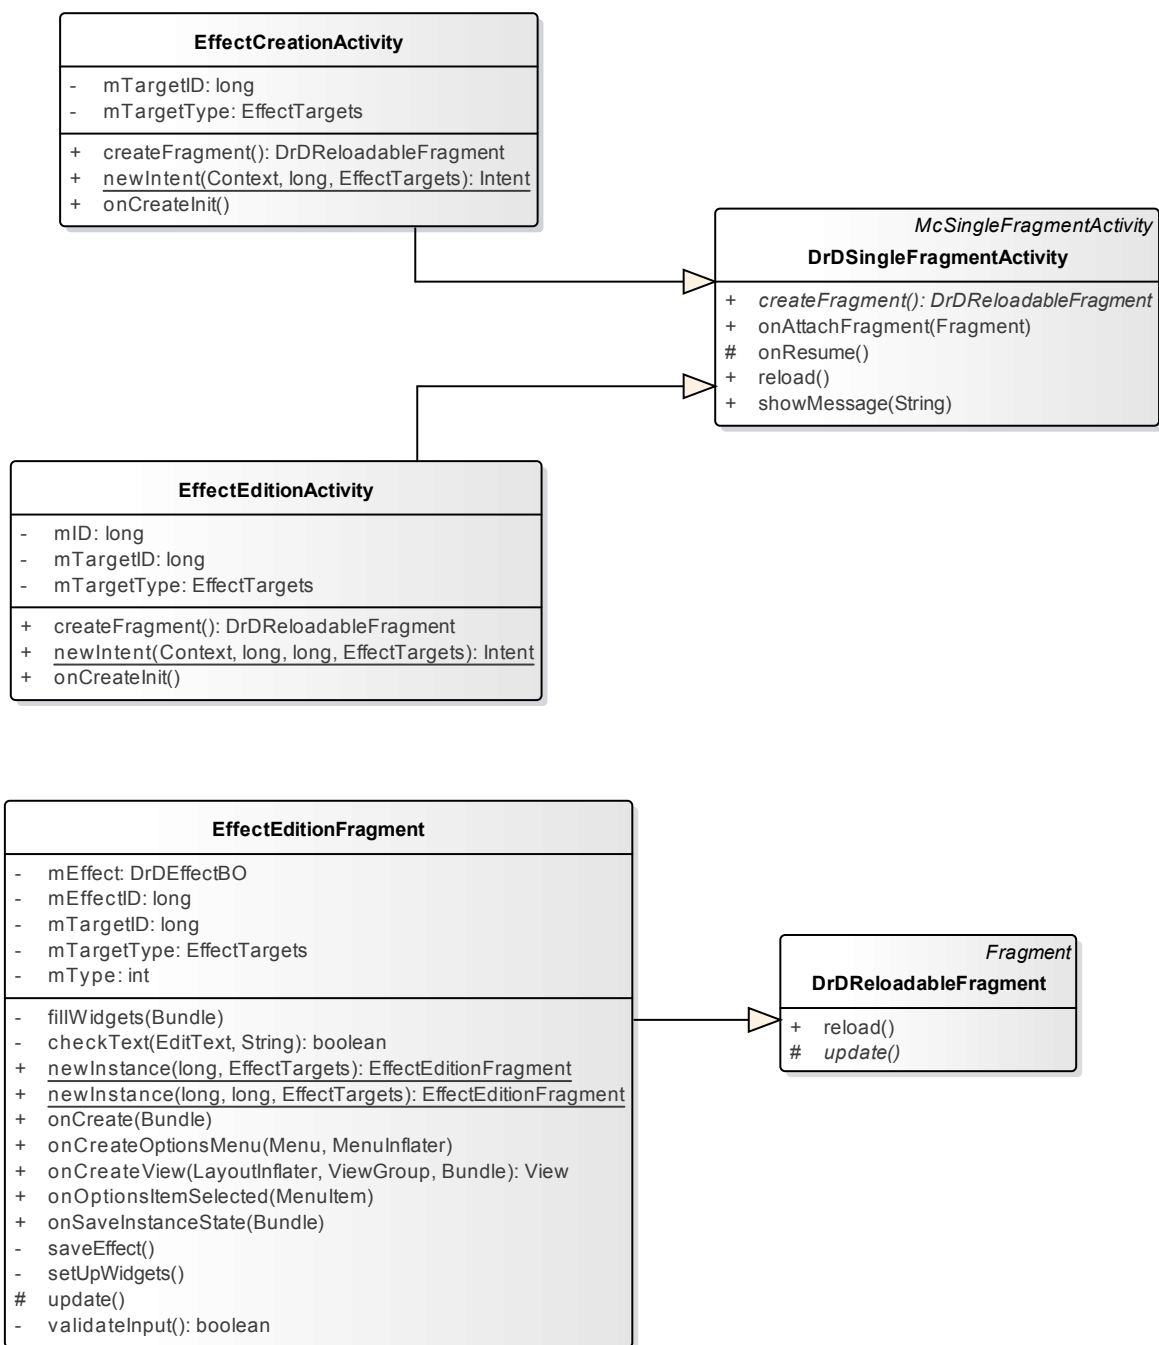 EffectCreationActivity
- mTargetID: long
- mTargetType: EffectTargets
+ createFragment(): DrDReloadableFragment
+ newIntent(Context, long, EffectTargets): Intent
+ onCreateInit()
McSingleFragmentActivity
DrDSingleFragmentActivity
+ createFragment(): DrDReloadableFragment
+ onAttachFragment(Fragment)
# onResume()
+ reload()
+ showMessage(String)
EffectEditionActivity
- mID: long
- mTargetID: long
- mTargetType: EffectTargets
+ createFragment(): DrDReloadableFragment
+ newIntent(Context, long, long, EffectTargets): Intent
+ onCreateInit()
EffectEditionFragment
- mEffect: DrDEffectBO
- mEffectID: long
- mTargetID: long
- mTargetType: EffectTargets
- mType: int
- fillWidgets(Bundle)
- checkText(EditText, String): boolean
+ newInstance(long, EffectTargets): EffectEditionFragment
+ newInstance(long, long, EffectTargets): EffectEditionFragment
+ onCreate(Bundle)
+ onCreateOptionsMenu(Menu, MenuInflater)
+ onCreateView(LayoutInflater, ViewGroup, Bundle): View
+ onOptionsItemSelected(MenuItem)
+ onSaveInstanceState(Bundle)
- saveEffect()
- setUpWidgets()
# update()
- validateInput(): boolean
Fragment
DrDReloadableFragment
+ reload()
# update()